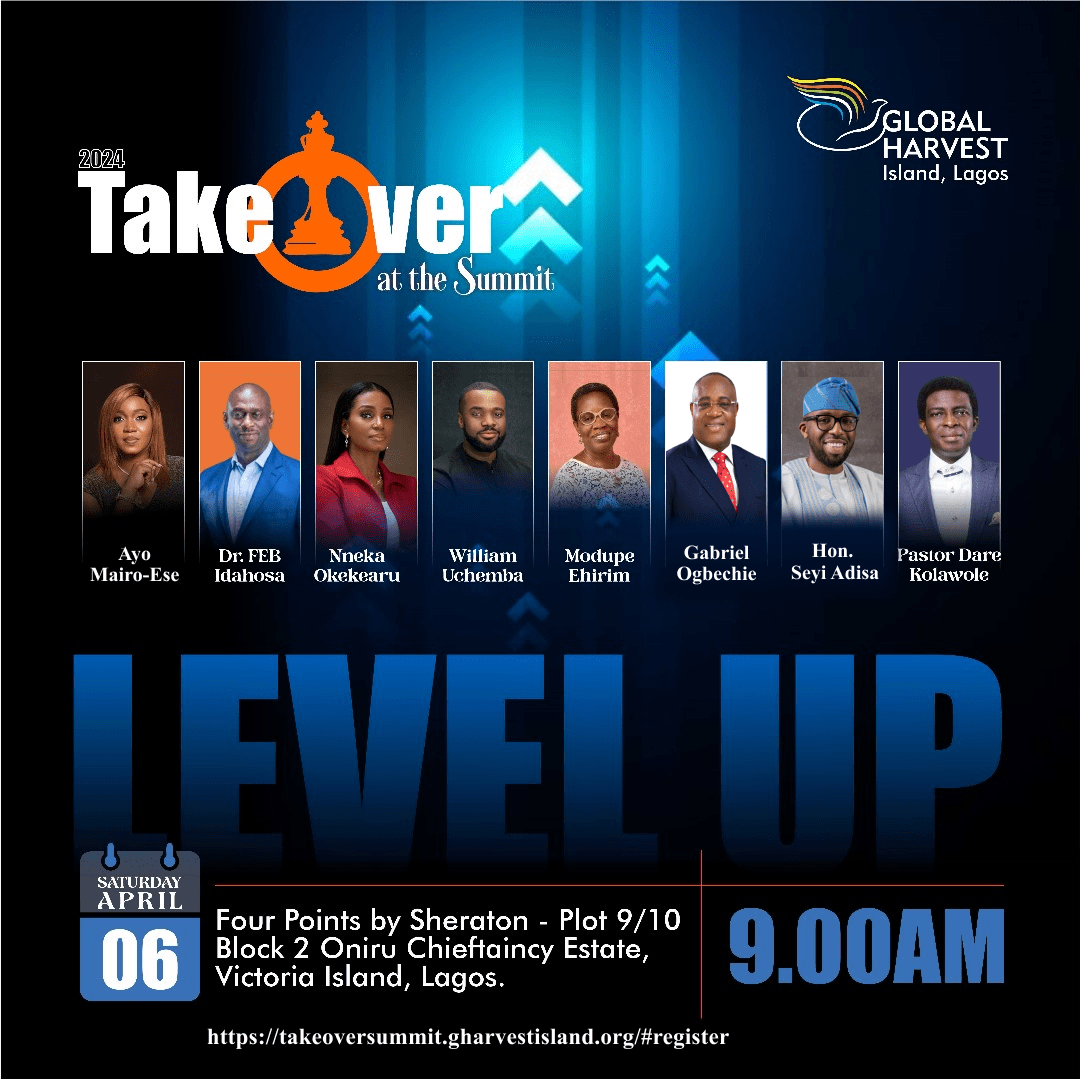 GLOBAL
HARVEST
Island, Lagos
2024
TakeOver
at the Summit
Ayo
Mairo-Ese
Dr. FEB
Idahosa
Nneka
Okekearu
William
Uchemba
Modupe
Ehirim
Gabriel
Ogbechie
Hon.
Seyi Adisa
Pastor Dare
Kolawole
LEVEL UP
SATURDAY
APRIL
06
Four Points by Sheraton - Plot 9/10
Block 2 Oniru Chieftaincy Estate,
Victoria Island, Lagos.
9.00AM
https://takeoversummit.gharvestisland.org/#register